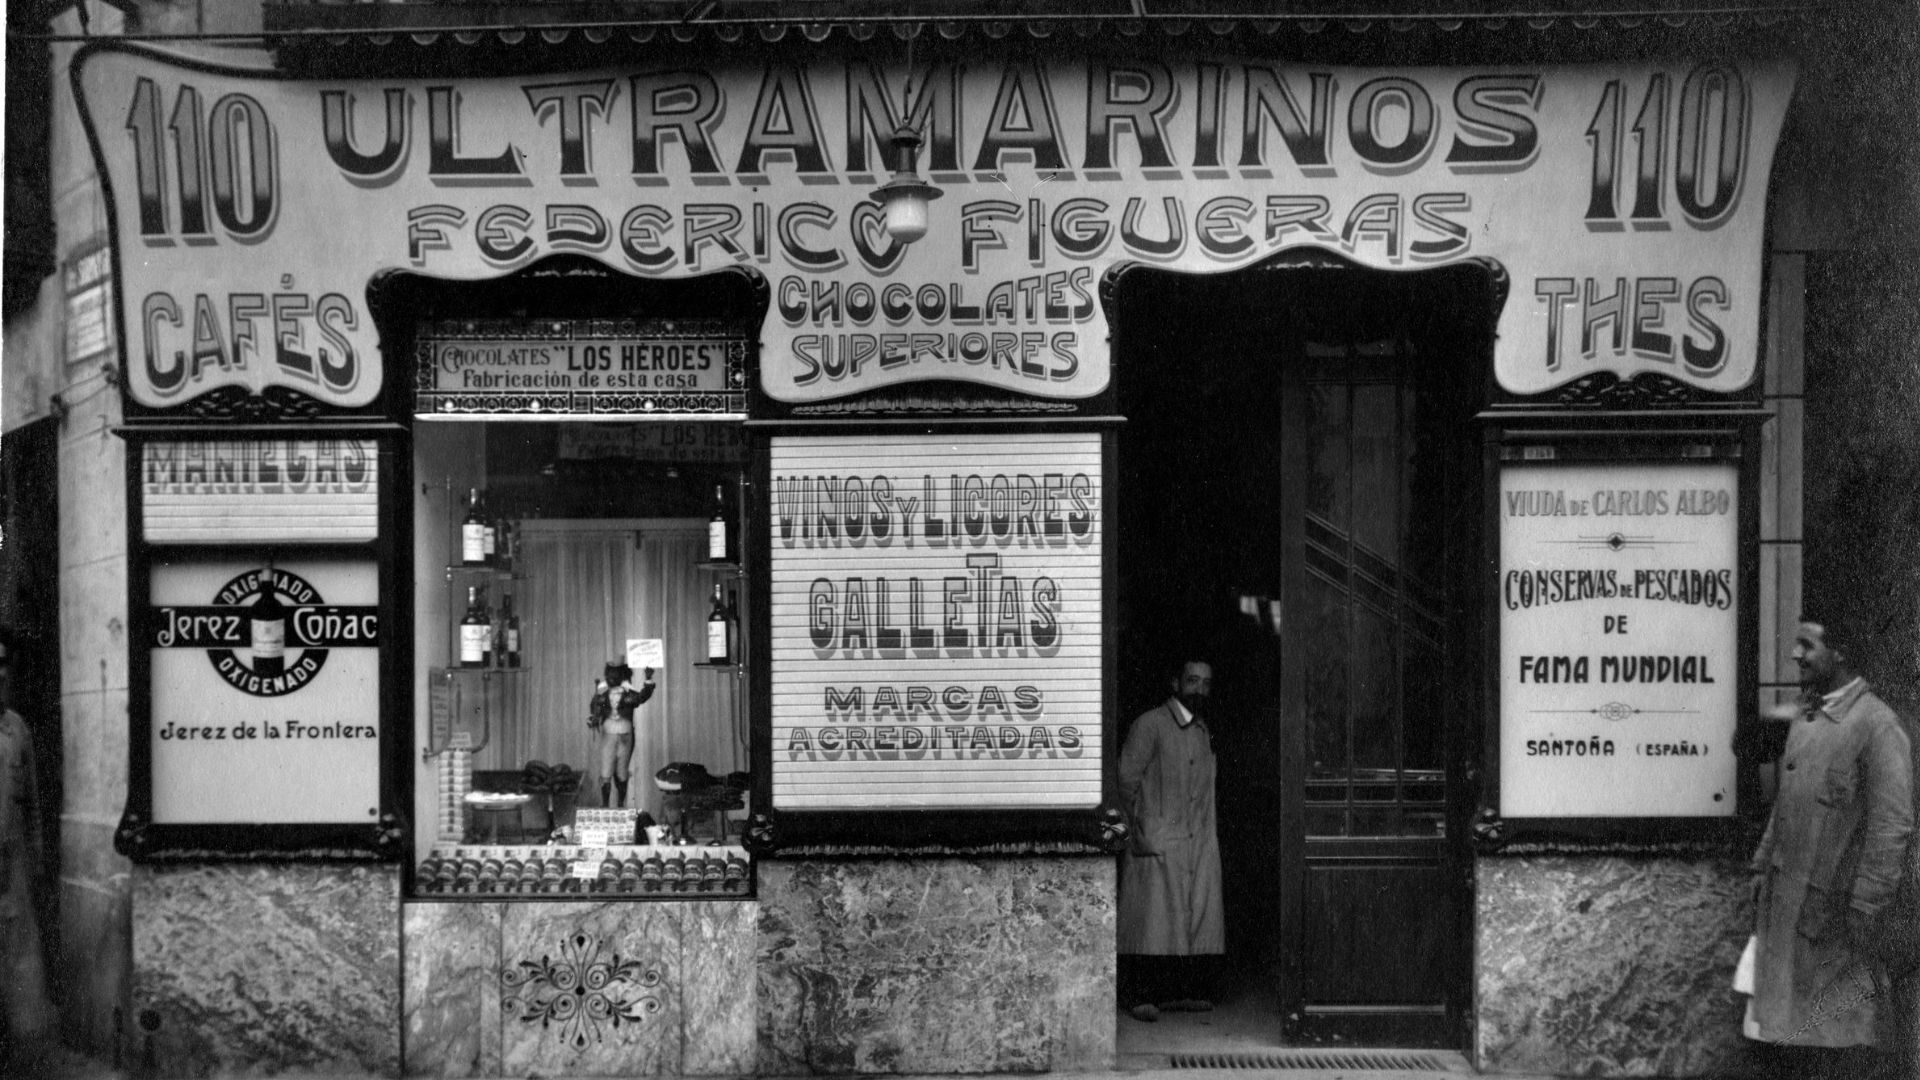 110 ULTRAMARINOS 110
FEDERICO FIGUERAS
CAFÉS
CHOCOLATES
SUPERIORES
THES
CHOCOLATES "LOS HÉROES"
Fabricación de esta casa
MANTECAS
OXIGENADO
Jerez Coñac
OXIGENADO
Jerez de la Frontera
VINOS Y LICORES
GALLETAS
MARCAS
ACREDITADAS
VIUDA DE CARLOS ALBO
CONSERVAS DE PESCADOS
DE
FAMA MUNDIAL
SANTOÑA (ESPAÑA)